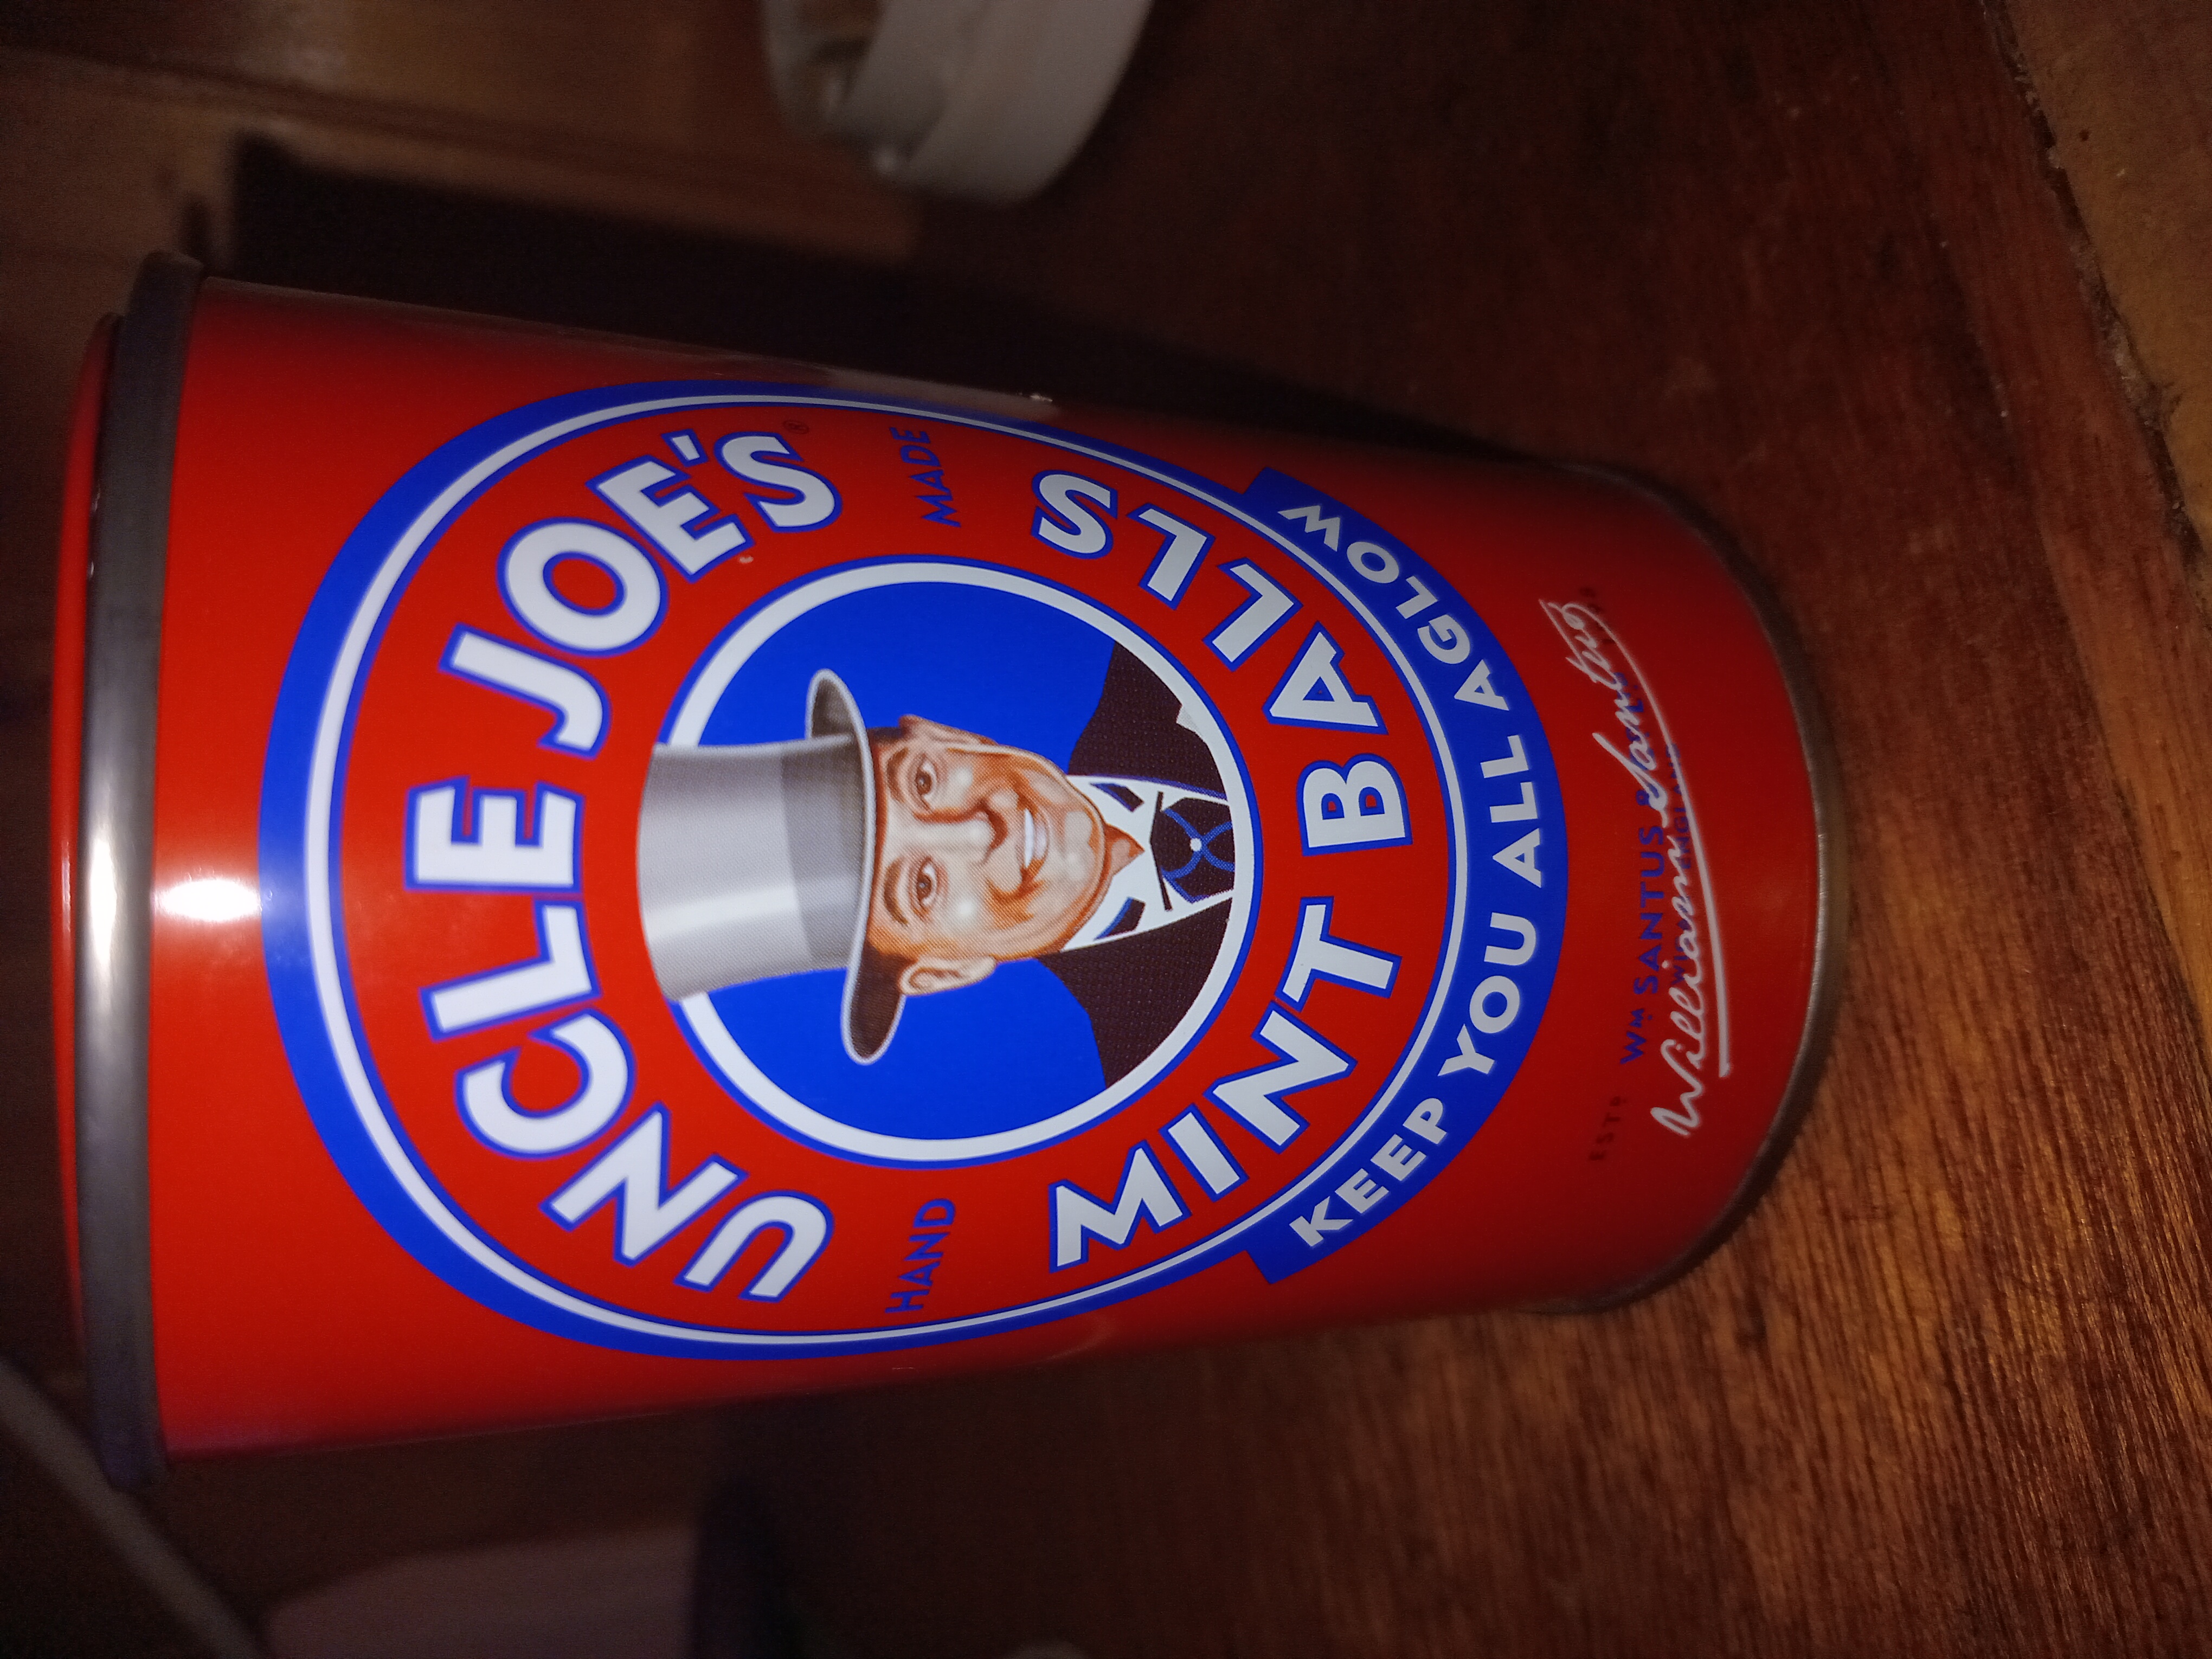 UNCLE JOE'S
®
HAND MADE
MINT BALLS
KEEP YOU ALL AGLOW
ESTD
WM SANTUS &
William Santus